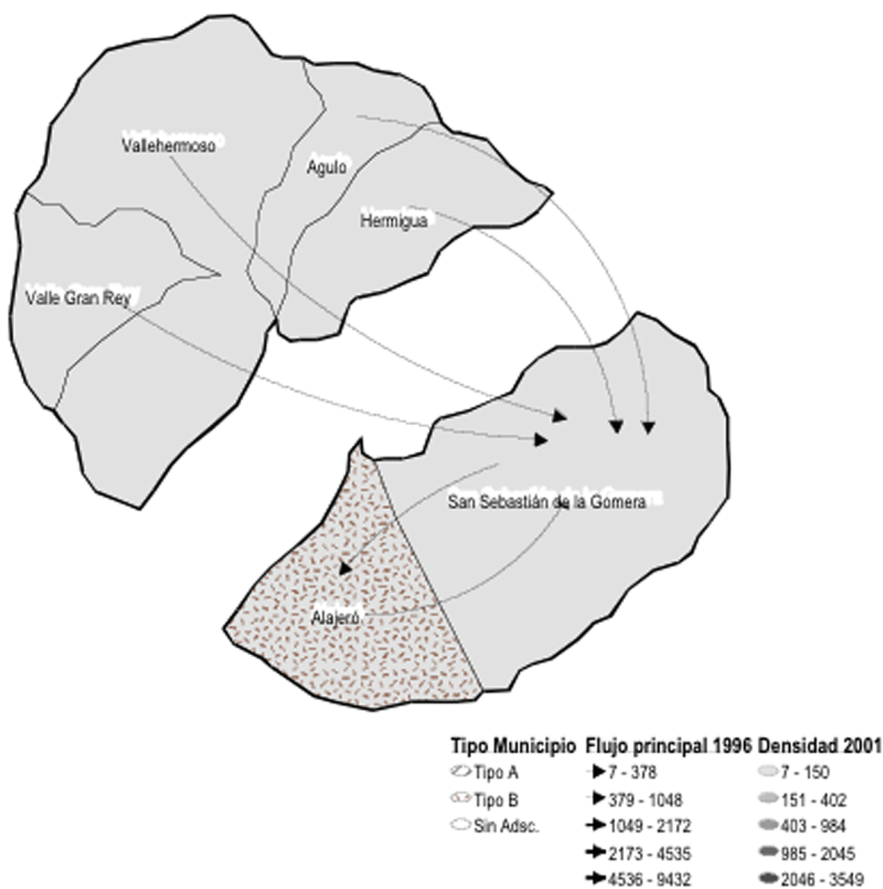 Vallehermoso
Agulo
Hermigua
Valle Gran Rey
San Sebastián de la Gomera
Alajeró
Tipo Municipio
Tipo A
Tipo B
Sin Adsc.
Flujo principal 1996
7 - 378
379 - 1048
1049 - 2172
2173 - 4535
4536 - 9432
Densidad 2001
7 - 150
151 - 402
403 - 984
985 - 2045
2046 - 3549